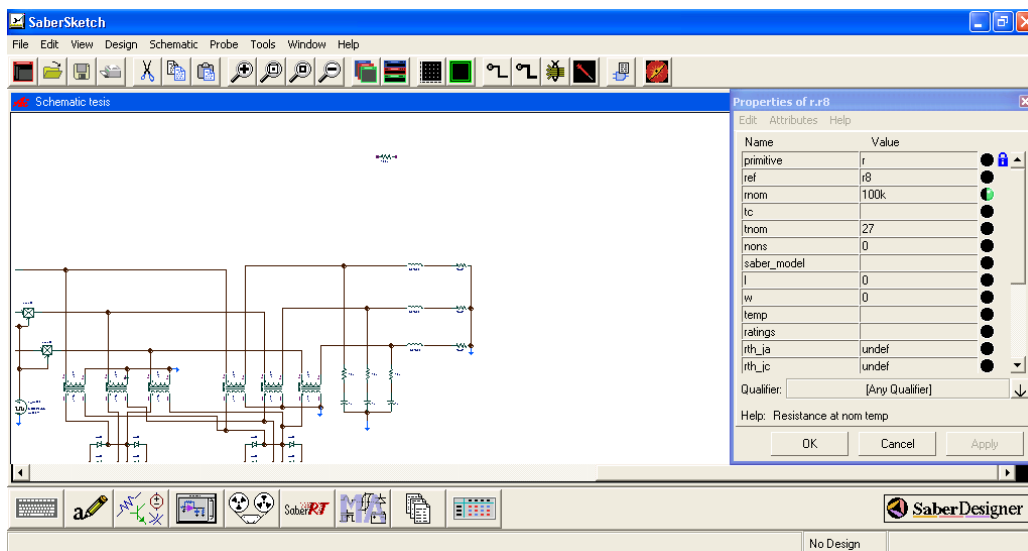 SaberSketch
File Edit View Design Schematic Probe Tools Window Help
Schematic tesis
Properties of r.r8
Edit Attributes Help
Name Value
primitive r
ref r8
rnom 100k
tc
tnom 27
nons 0
saber_model
l 0
w 0
temp
ratings
rth_ja undef
rth_jc undef
Qualifier: [Any Qualifier]
Help: Resistance at nom temp
OK Cancel Apply
a
SaberRT
MA
SaberDesigner
No Design